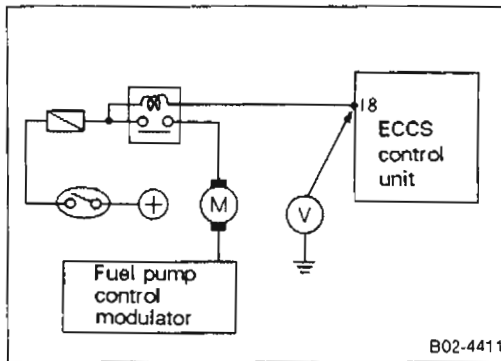 18
ECCS
control
unit
M
V
Fuel pump
control
modulator
B02-4411